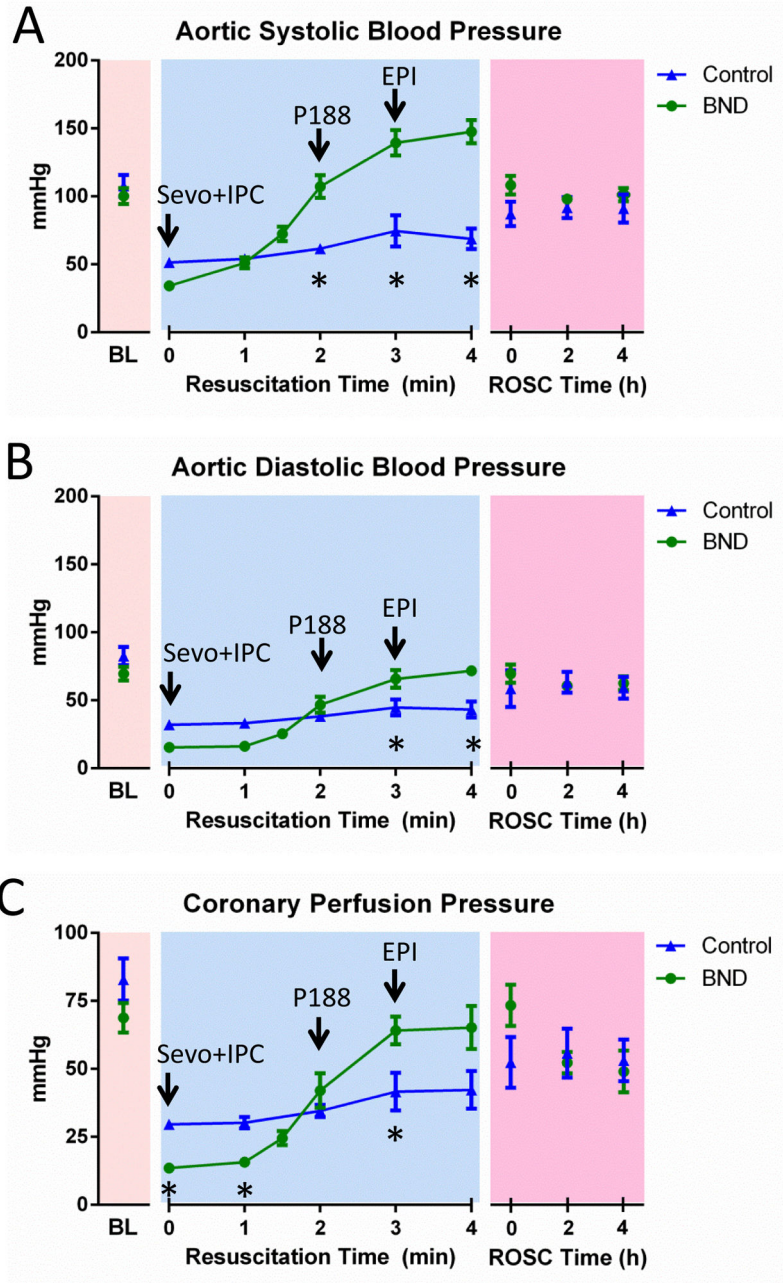 A
Aortic Systolic Blood Pressure
200
150
100
50
0
mmHg
Sevo+IPC
P188
EPI
* * *
Control
BND
BL
0 1 2 3 4
0 2 4
Resuscitation Time (min)
ROSC Time (h)
B
Aortic Diastolic Blood Pressure
200
150
100
50
0
mmHg
Sevo+IPC
P188
EPI
* *
Control
BND
BL
0 1 2 3 4
0 2 4
Resuscitation Time (min)
ROSC Time (h)
C
Coronary Perfusion Pressure
100
75
50
25
0
mmHg
Sevo+IPC
P188
EPI
*
* *
Control
BND
BL
0 1 2 3 4
0 2 4
Resuscitation Time (min)
ROSC Time (h)